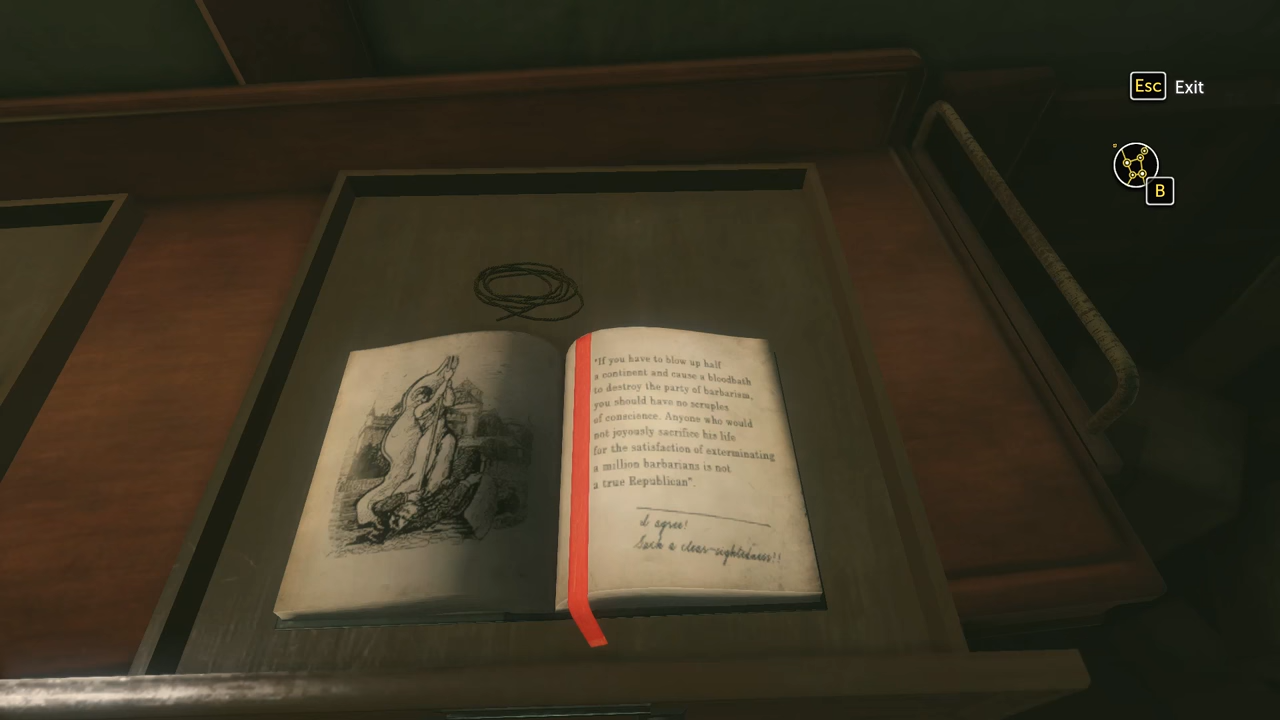 Esc Exit
B
"If you have to blow up half
a continent and cause a bloodbath
to destroy the party of barbarism,
you should have no scruples
of conscience. Anyone who would
not joyously sacrifice his life
for the satisfaction of exterminating
a million barbarians is not
a true Republican".
I agree!
Such a clear-sightedness!!